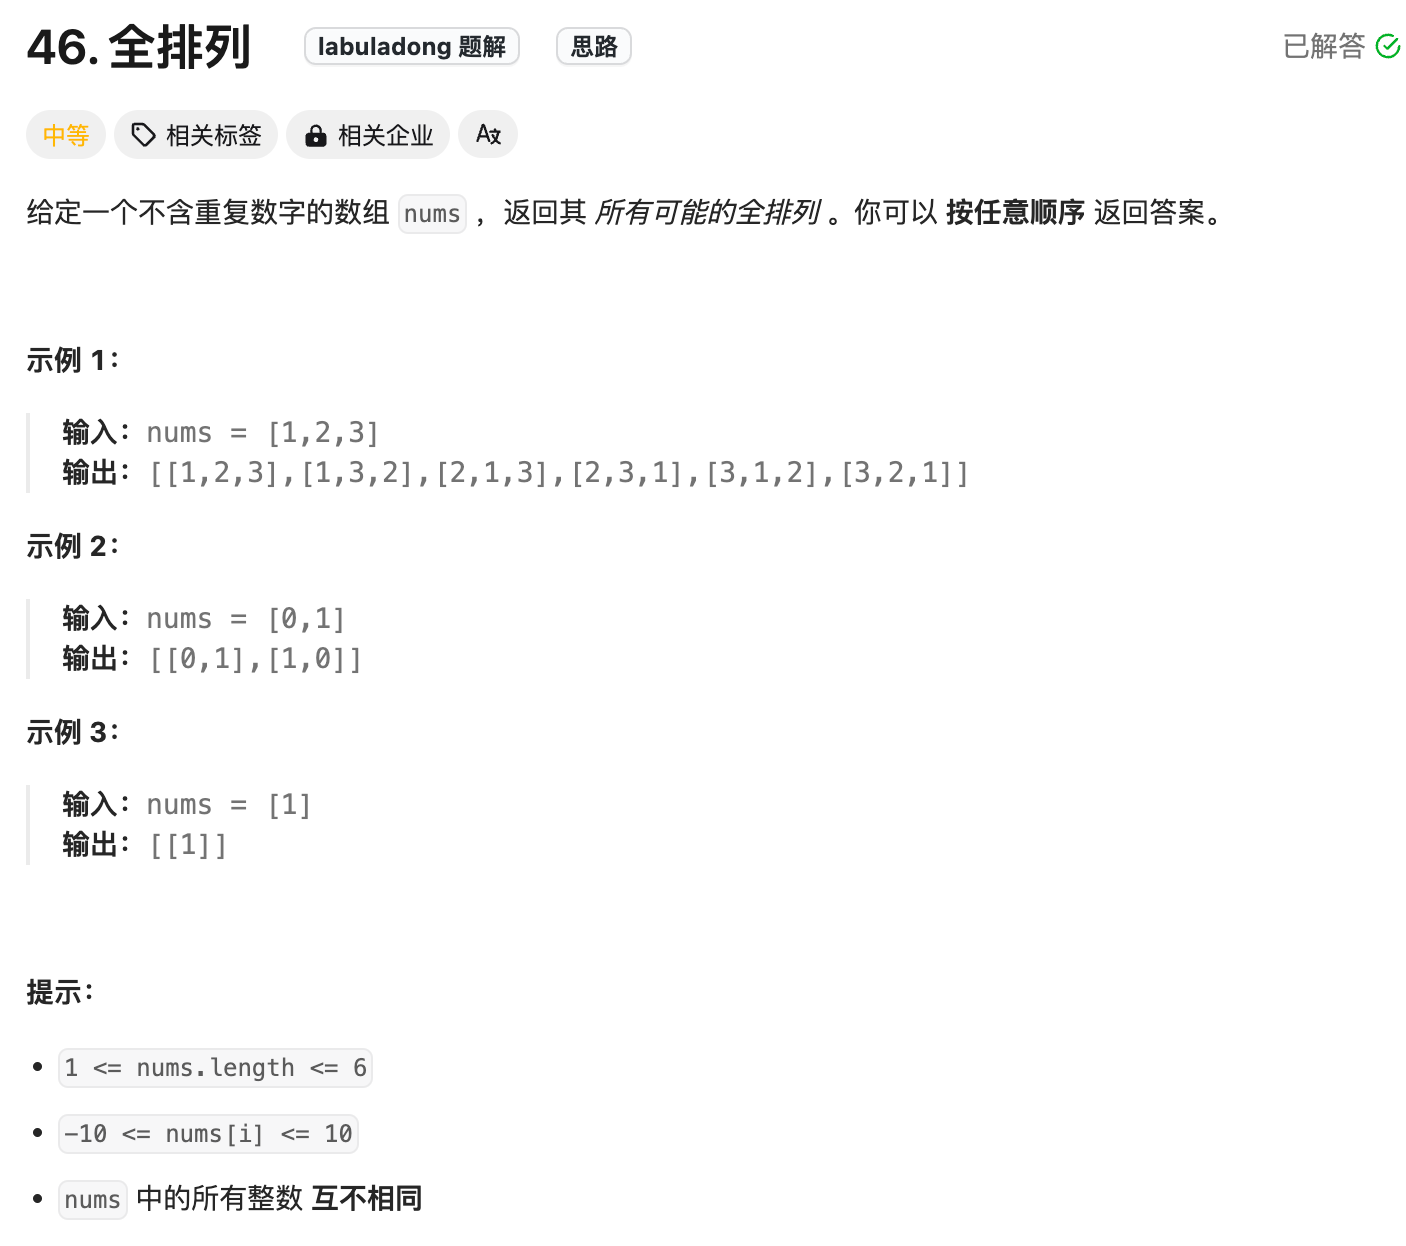 46. 全排列 labuladong 题解 思路 已解答
中等 相关标签 相关企业 A文
给定一个不含重复数字的数组 nums ，返回其 所有可能的全排列 。你可以 按任意顺序 返回答案。
示例 1：
输入：nums = [1,2,3]
输出：[[1,2,3],[1,3,2],[2,1,3],[2,3,1],[3,1,2],[3,2,1]]
示例 2：
输入：nums = [0,1]
输出：[[0,1],[1,0]]
示例 3：
输入：nums = [1]
输出：[[1]]
提示：
1 <= nums.length <= 6
-10 <= nums[i] <= 10
nums 中的所有整数 互不相同